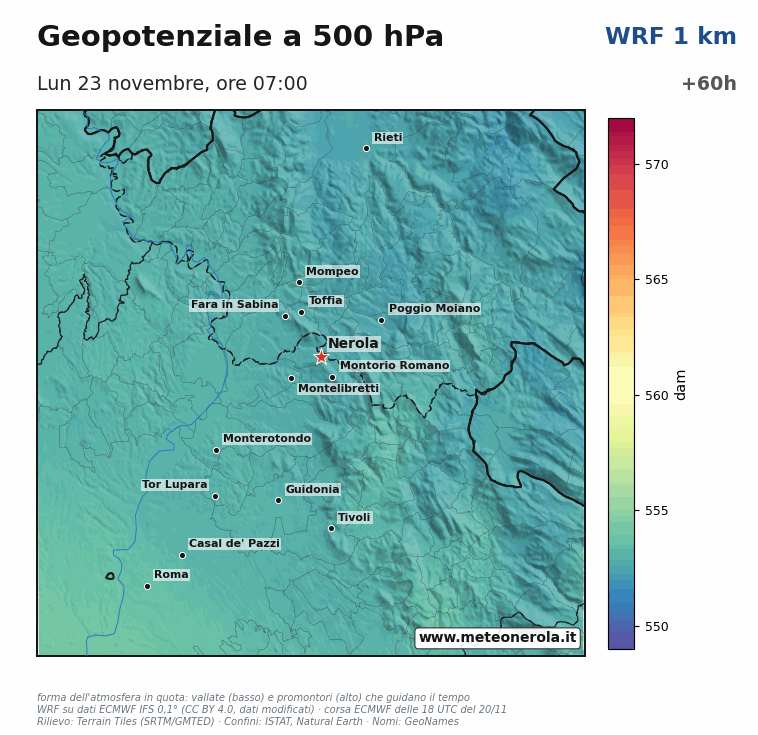 Geopotenziale a 500 hPa
WRF 1 km
Lun 23 novembre, ore 07:00
+60h
Rieti
Mompeo
Toffia
Fara in Sabina
Poggio Moiano
Nerola
Montorio Romano
Montelibretti
Monterotondo
Tor Lupara
Guidonia
Tivoli
Casal de' Pazzi
Roma
www.meteonerola.it
570
565
560
555
550
dam
forma dell'atmosfera in quota: vallate (basso) e promontori (alto) che guidano il tempo
WRF su dati ECMWF IFS 0,1° (CC BY 4.0, dati modificati) · corsa ECMWF delle 18 UTC del 20/11
Rilievo: Terrain Tiles (SRTM/GMTED) · Confini: ISTAT, Natural Earth · Nomi: GeoNames